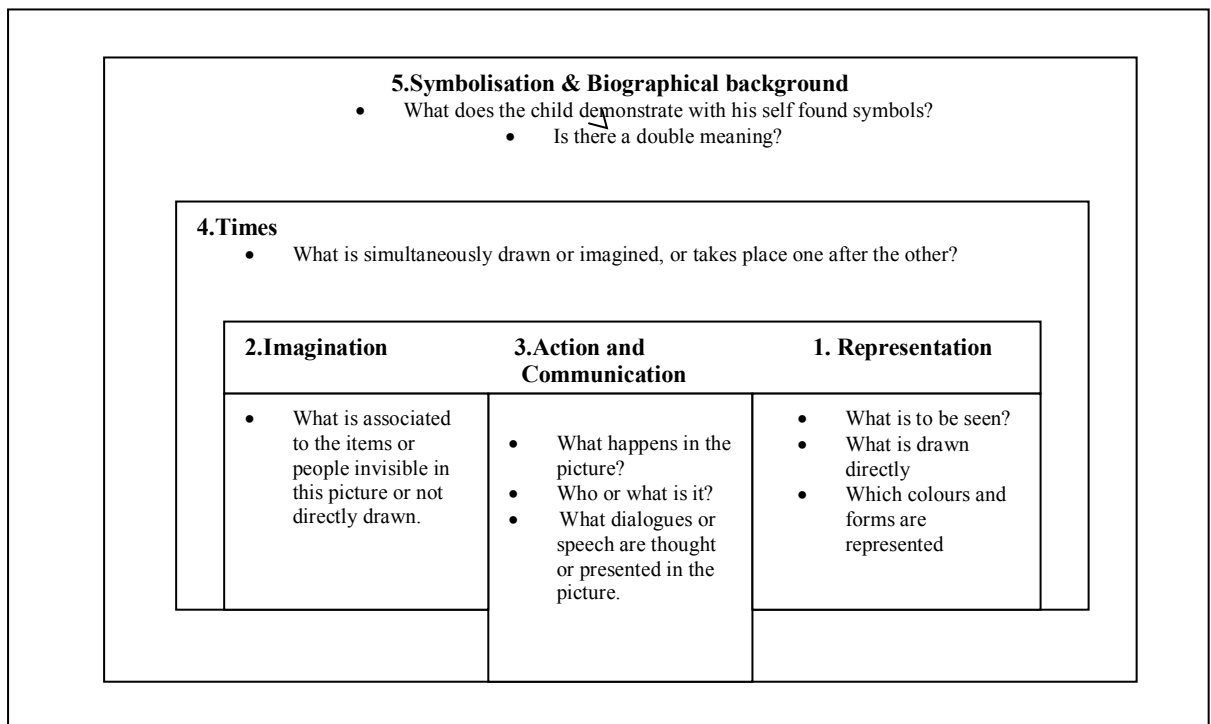 5.Symbolisation & Biographical background
• What does the child demonstrate with his self found symbols?
• Is there a double meaning?
4.Times
• What is simultaneously drawn or imagined, or takes place one after the other?
2.Imagination
• What is associated
to the items or
people invisible in
this picture or not
directly drawn.
3.Action and
Communication
• What happens in the
picture?
• Who or what is it?
• What dialogues or
speech are thought
or presented in the
picture.
1. Representation
• What is to be seen?
• What is drawn
directly
• Which colours and
forms are
represented